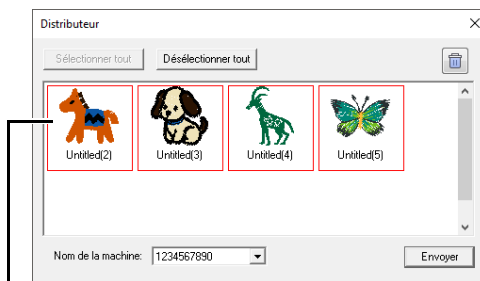 Distributeur
Sélectionner tout Désélectionner tout
Untitled(2) Untitled(3) Untitled(4) Untitled(5)
Nom de la machine: 1234567890 Envoyer